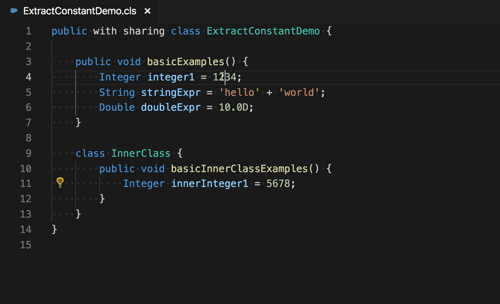 ExtractConstantDemo.cls ×
1 public with sharing class ExtractConstantDemo {
2
3 public void basicExamples() {
4 Integer integer1 = 1234;
5 String stringExpr = 'hello' + 'world';
6 Double doubleExpr = 10.0D;
7 }
8
9 class InnerClass {
10 public void basicInnerClassExamples() {
11 Integer innerInteger1 = 5678;
12 }
13 }
14 }
15